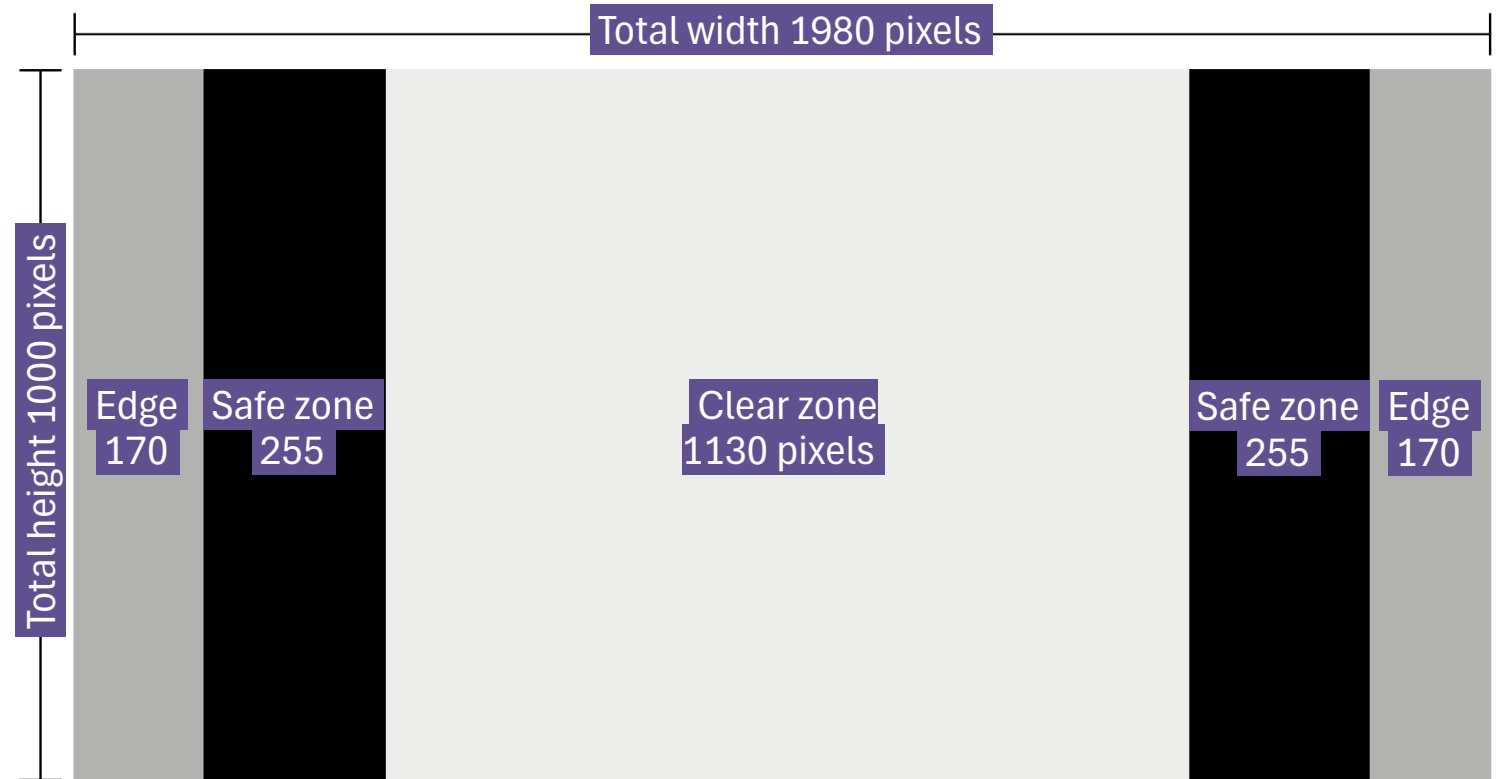 Total width 1980 pixels
Total height 1000 pixels
Edge
170
Safe zone
255
Clear zone
1130 pixels
Safe zone
255
Edge
170